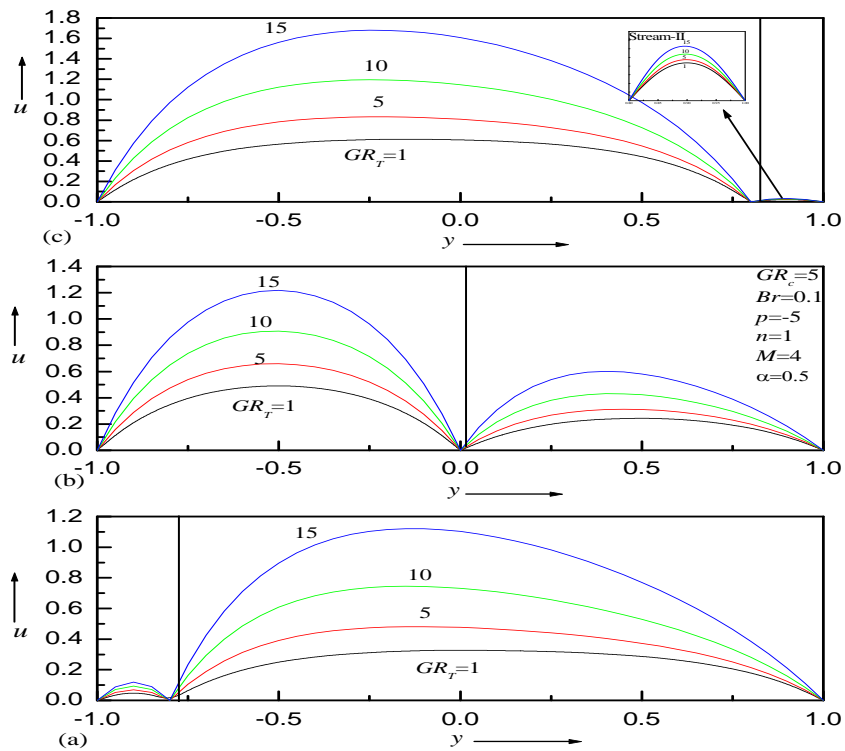 1.8
1.6
1.4
1.2
1.0
0.8
0.6
0.4
0.2
0.0
u
15
10
5
GR_T=1
Stream-II
15
10
5
1
-1.0 -0.5 0.0 0.5 1.0
(c)
y
1.4
1.2
1.0
0.8
0.6
0.4
0.2
0.0
u
15
10
5
GR_T=1
GR_c=5
Br=0.1
p=-5
n=1
M=4
α=0.5
-1.0 -0.5 0.0 0.5 1.0
(b)
y
1.2
1.0
0.8
0.6
0.4
0.2
0.0
u
15
10
5
GR_T=1
-1.0 -0.5 0.0 0.5 1.0
(a)
y